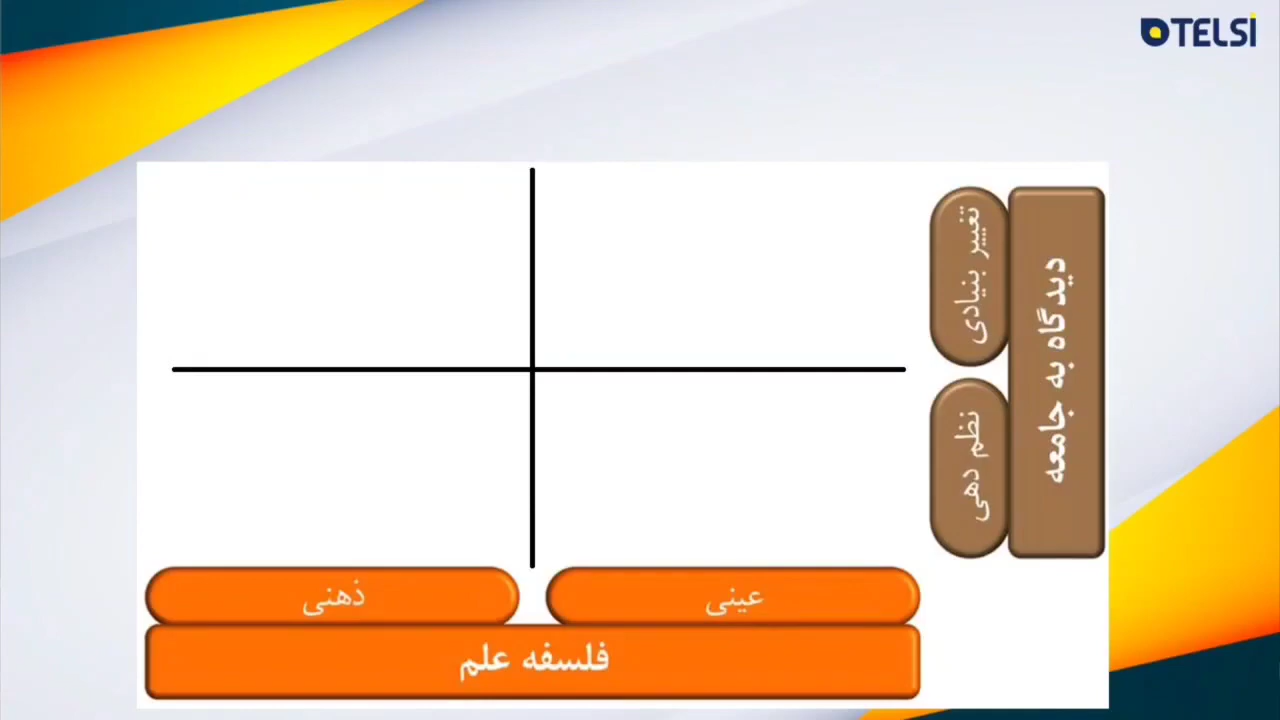 TELSI
تغییر بنیادی
دیدگاه به جامعه
نظم دهی
عینی
ذهنی
فلسفه علم